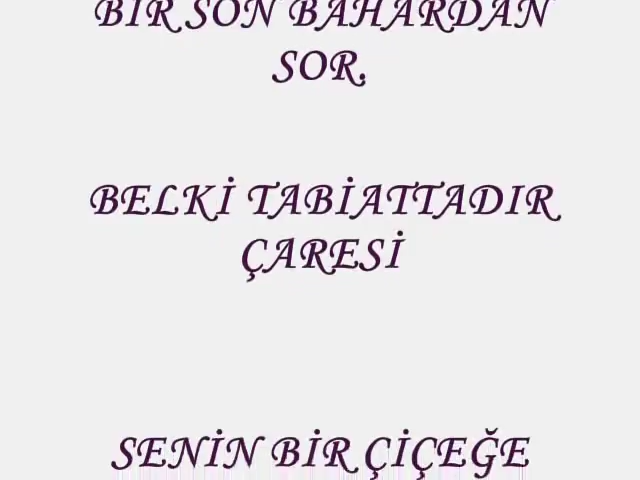 BİR SON BAHARDAN
SOR.
BELKİ TABİATTADIR
ÇARESİ
SENİN BİR ÇİÇEĞE